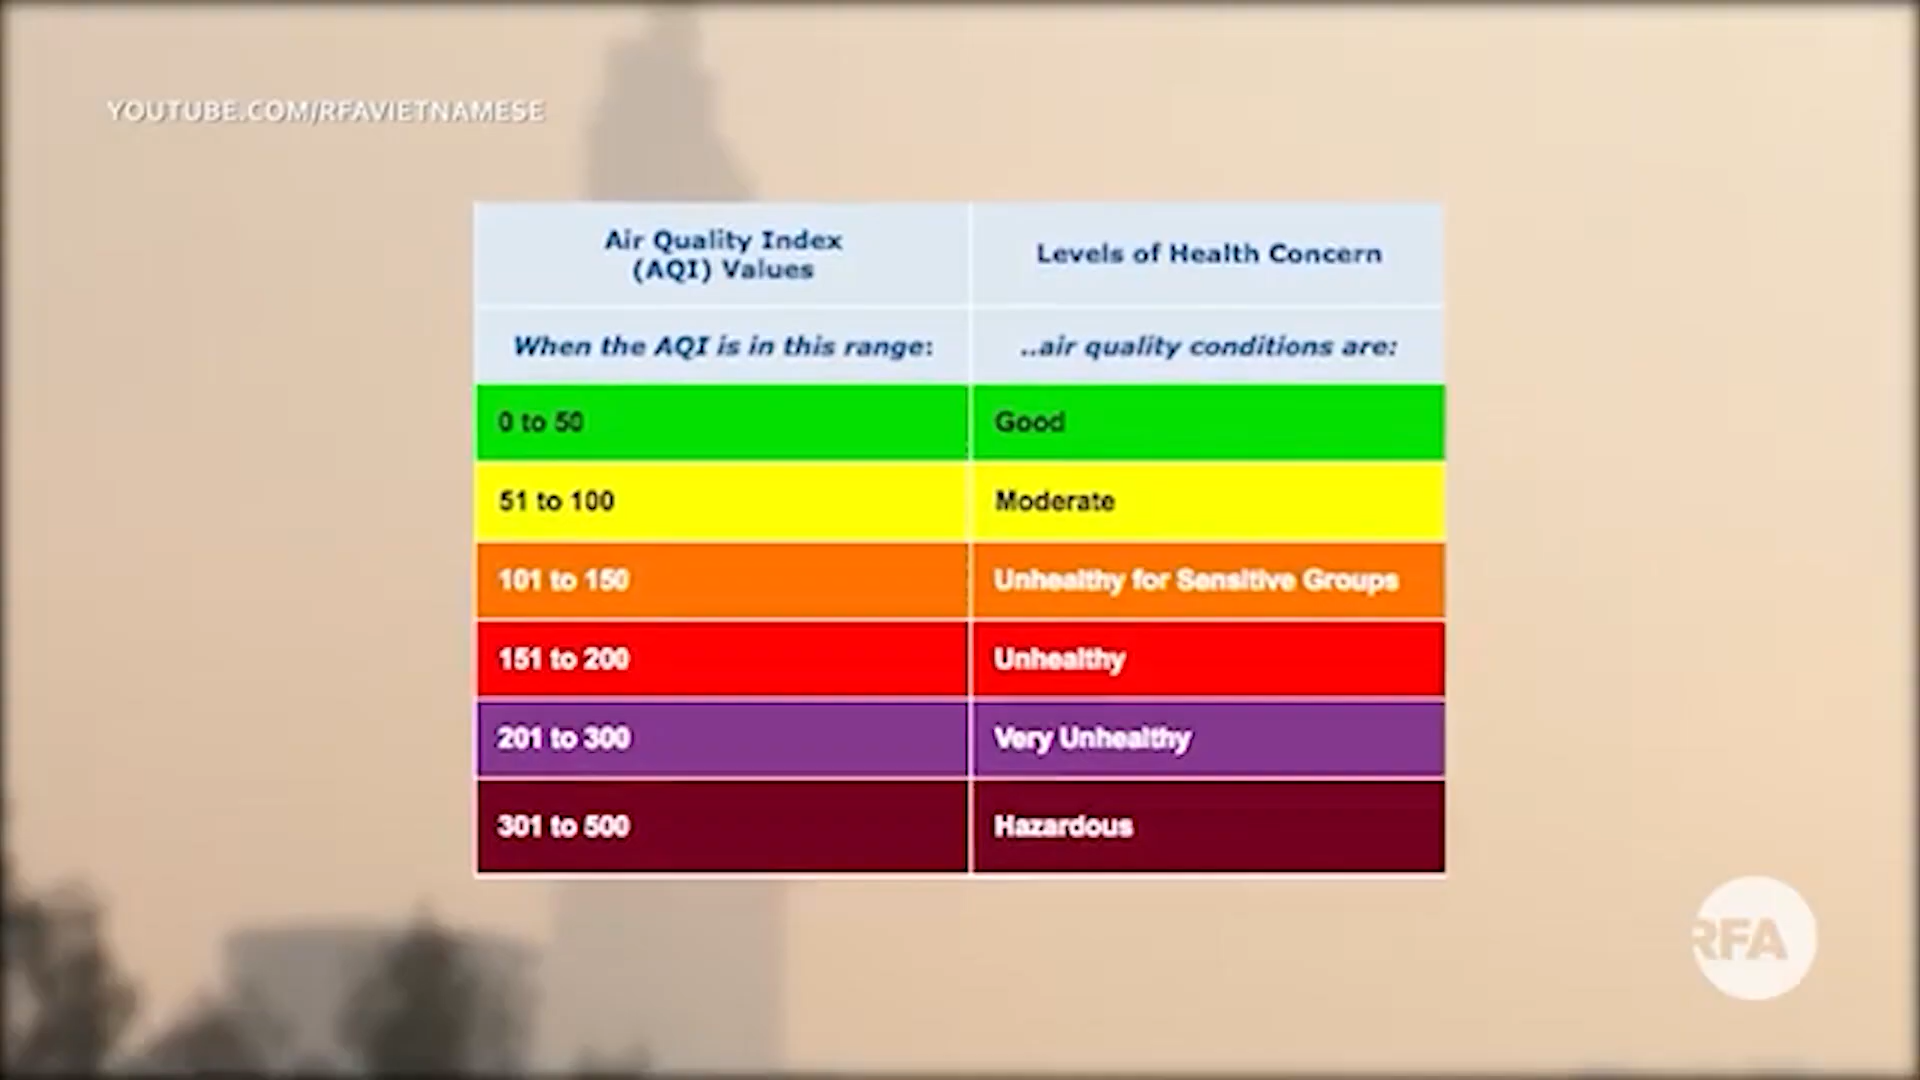 YOUTUBE.COM/RFAVIETNAMESE
Air Quality Index
(AQI) Values
Levels of Health Concern
When the AQI is in this range:
..air quality conditions are:
0 to 50
Good
51 to 100
Moderate
101 to 150
Unhealthy for Sensitive Groups
151 to 200
Unhealthy
201 to 300
Very Unhealthy
301 to 500
Hazardous
RFA